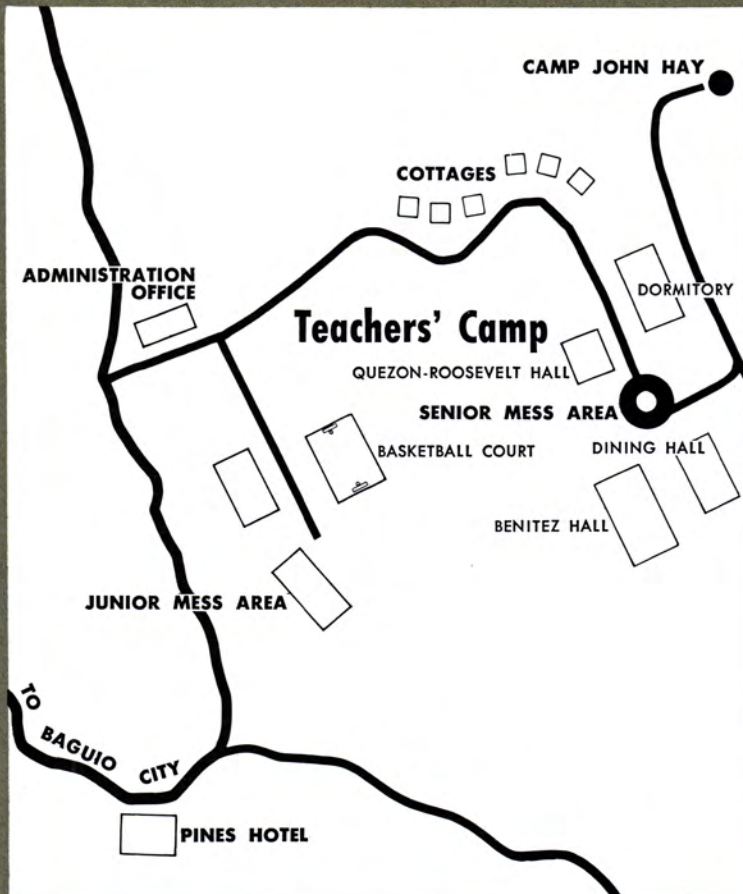 CAMP JOHN HAY
COTTAGES
ADMINISTRATION
OFFICE
DORMITORY
Teachers' Camp
QUEZON-ROOSEVELT HALL
SENIOR MESS AREA
BASKETBALL COURT
DINING HALL
BENITEZ HALL
JUNIOR MESS AREA
TO BAGUIO CITY
PINES HOTEL